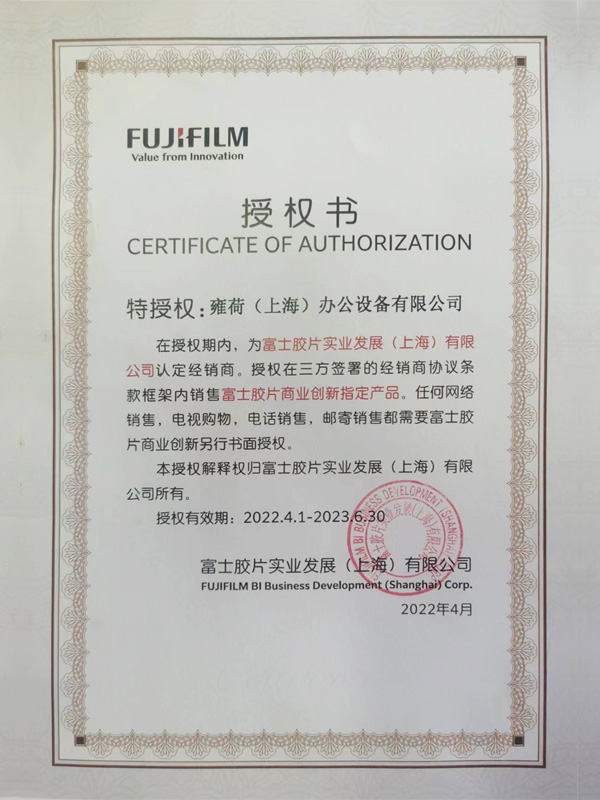 FUJIFILM
Value from Innovation
授权书
CERTIFICATE OF AUTHORIZATION
特授权：雍荷（上海）办公设备有限公司
在授权期内，为富士胶片实业发展（上海）有限
公司认定经销商。授权在三方签署的经销商协议条
款框架内销售富士胶片商业创新指定产品。任何网络
销售，电视购物，电话销售，邮寄销售都需要富士胶
片商业创新另行书面授权。
本授权解释权归富士胶片实业发展（上海）有限
公司所有。
授权有效期：2022.4.1-2023.6.30
富士胶片实业发展（上海）有限公司
FUJIFILM BI Business Development (Shanghai) Corp.
2022年4月